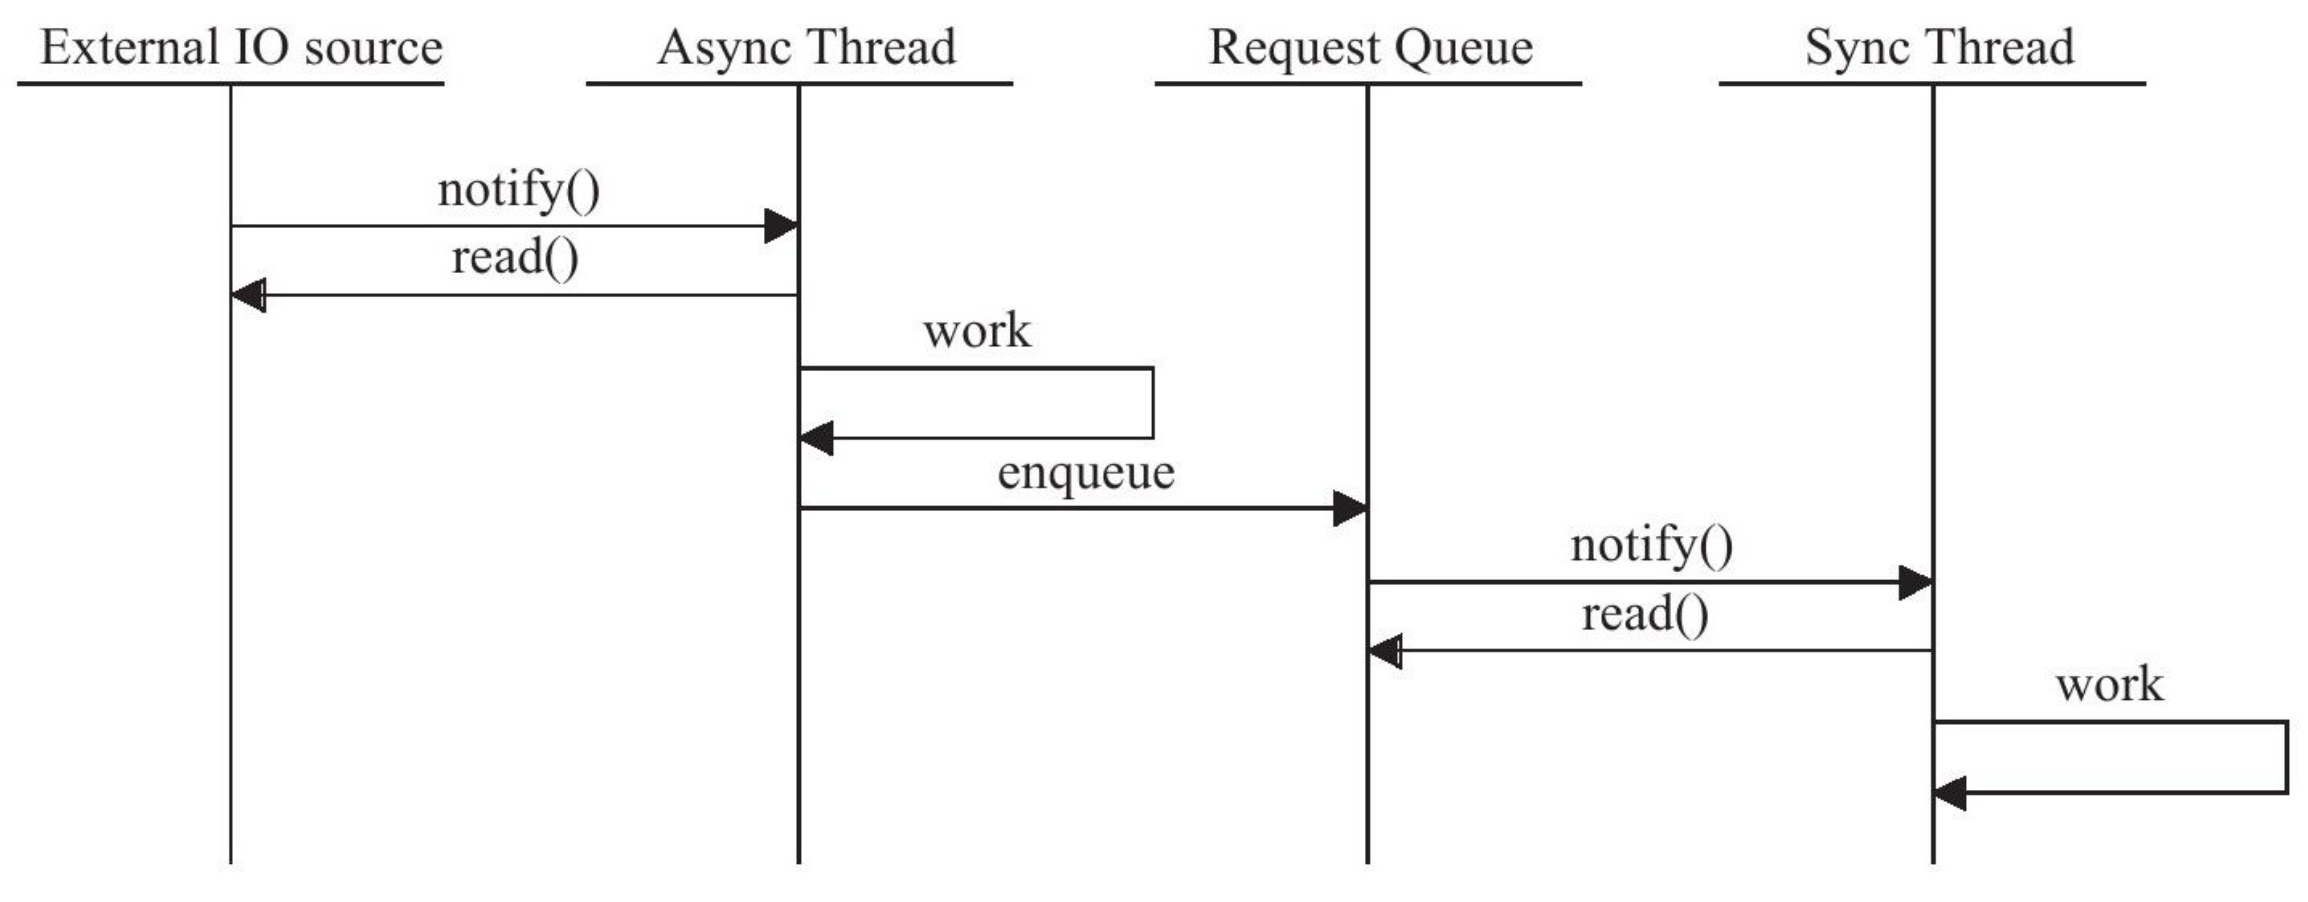 External IO source
Async Thread
Request Queue
Sync Thread
notify()
read()
work
enqueue
notify()
read()
work